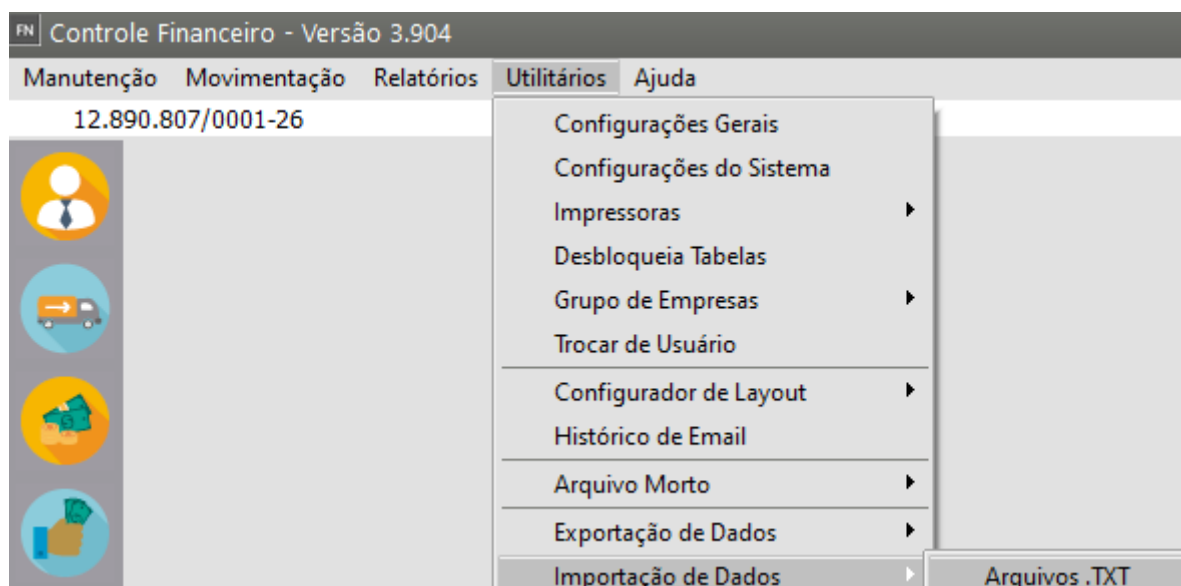 FN Controle Financeiro - Versão 3.904
Manutenção Movimentação Relatórios Utilitários Ajuda
12.890.807/0001-26
Configurações Gerais
Configurações do Sistema
Impressoras
Desbloqueia Tabelas
Grupo de Empresas
Trocar de Usuário
Configurador de Layout
Histórico de Email
Arquivo Morto
Exportação de Dados
Importação de Dados Arquivos .TXT